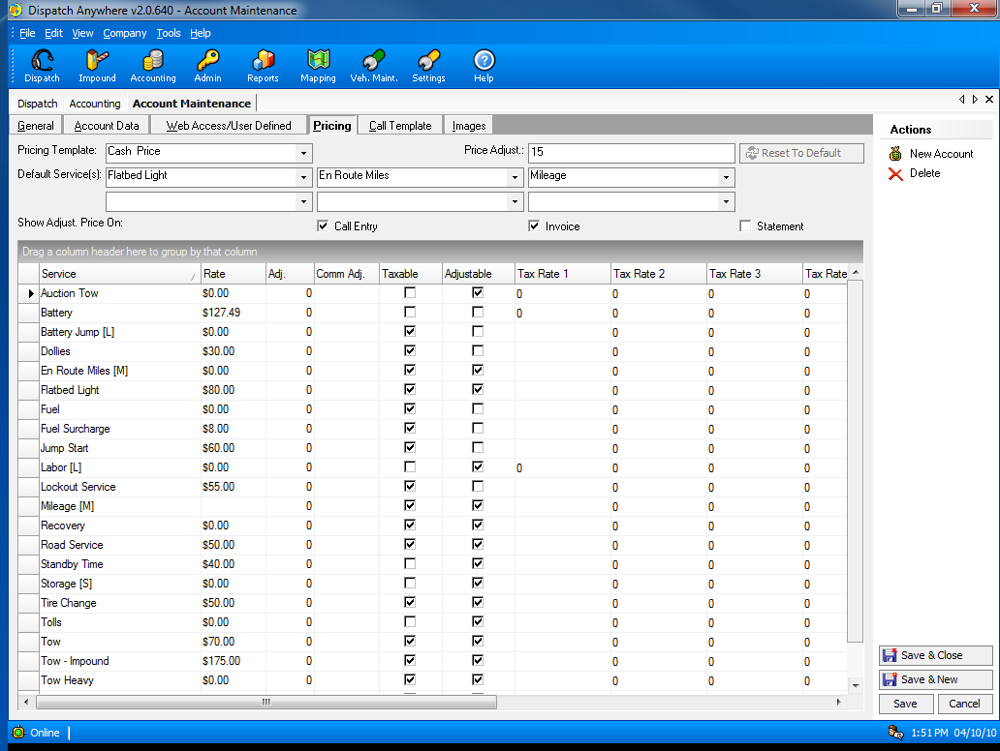 Dispatch Anywhere v2.0.640 - Account Maintenance
File Edit View Company Tools Help
Dispatch Impound Accounting Admin Reports Mapping Veh. Maint. Settings Help
Dispatch Accounting Account Maintenance
General Account Data Web Access/User Defined Pricing Call Template Images
Actions
New Account
Delete
Pricing Template: Cash Price Price Adjust.: 15 Reset To Default
Default Service(s): Flatbed Light En Route Miles Mileage
Show Adjust. Price On: Call Entry Invoice Statement
Drag a column header here to group by that column
Service Rate Adj. Comm Adj. Taxable Adjustable Tax Rate 1 Tax Rate 2 Tax Rate 3 Tax Rate
Auction Tow $0.00 0 0 0 0 0
Battery $127.49 0 0 0 0 0
Battery Jump [L] $0.00 0 0 0 0
Dollies $30.00 0 0 0 0
En Route Miles [M] $0.00 0 0 0 0
Flatbed Light $80.00 0 0 0 0
Fuel $0.00 0 0 0 0
Fuel Surcharge $8.00 0 0 0 0
Jump Start $60.00 0 0 0 0
Labor [L] $0.00 0 0 0 0 0
Lockout Service $55.00 0 0 0 0
Mileage [M] 0 0 0 0
Recovery $0.00 0 0 0 0
Road Service $50.00 0 0 0 0
Standby Time $40.00 0 0 0 0
Storage [S] $0.00 0 0 0 0
Tire Change $50.00 0 0 0 0
Tolls $0.00 0 0 0 0
Tow $70.00 0 0 0 0
Tow - Impound $175.00 0 0 0 0
Tow Heavy $0.00 0 0 0 0
Save & Close
Save & New
Save Cancel
Online 1:51 PM 04/10/10